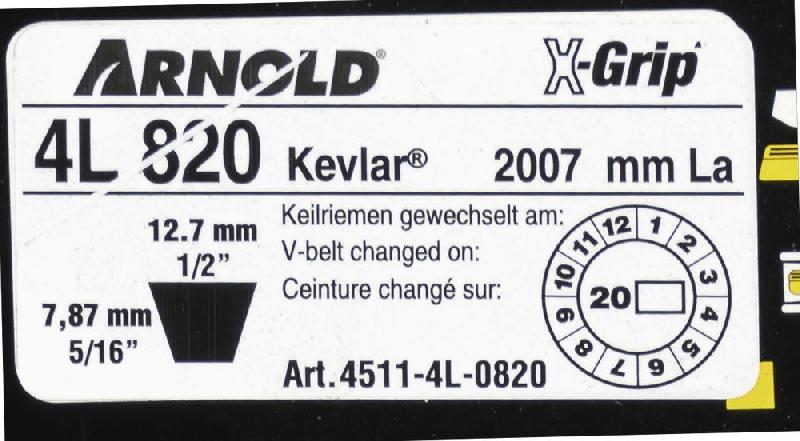 ARNOLD®
X-Grip
4L 820 Kevlar® 2007 mm La
12.7 mm
1/2”
7,87 mm
5/16”
Keilriemen gewechselt am:
V-belt changed on:
Ceinture changé sur:
12 1 2 3 4 5 6 7 8 9 10 11
20
Art.4511-4L-0820